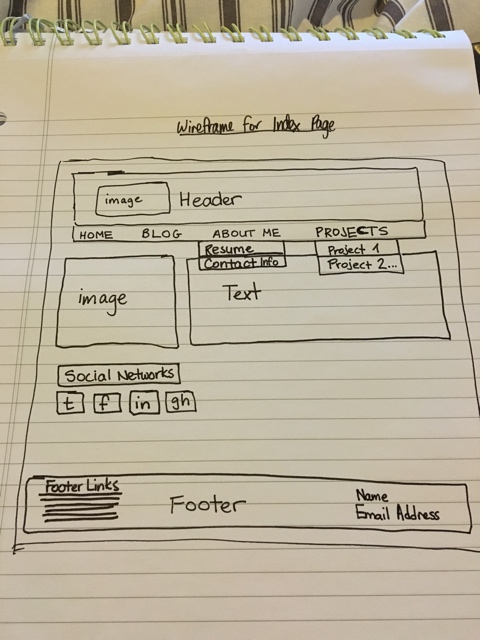 Wireframe for Index Page
image Header
HOME BLOG ABOUT ME PROJECTS
Resume Project 1
Contact Info Project 2...
image Text
Social Networks
t f in gh
Footer Links
Footer
Name
Email Address